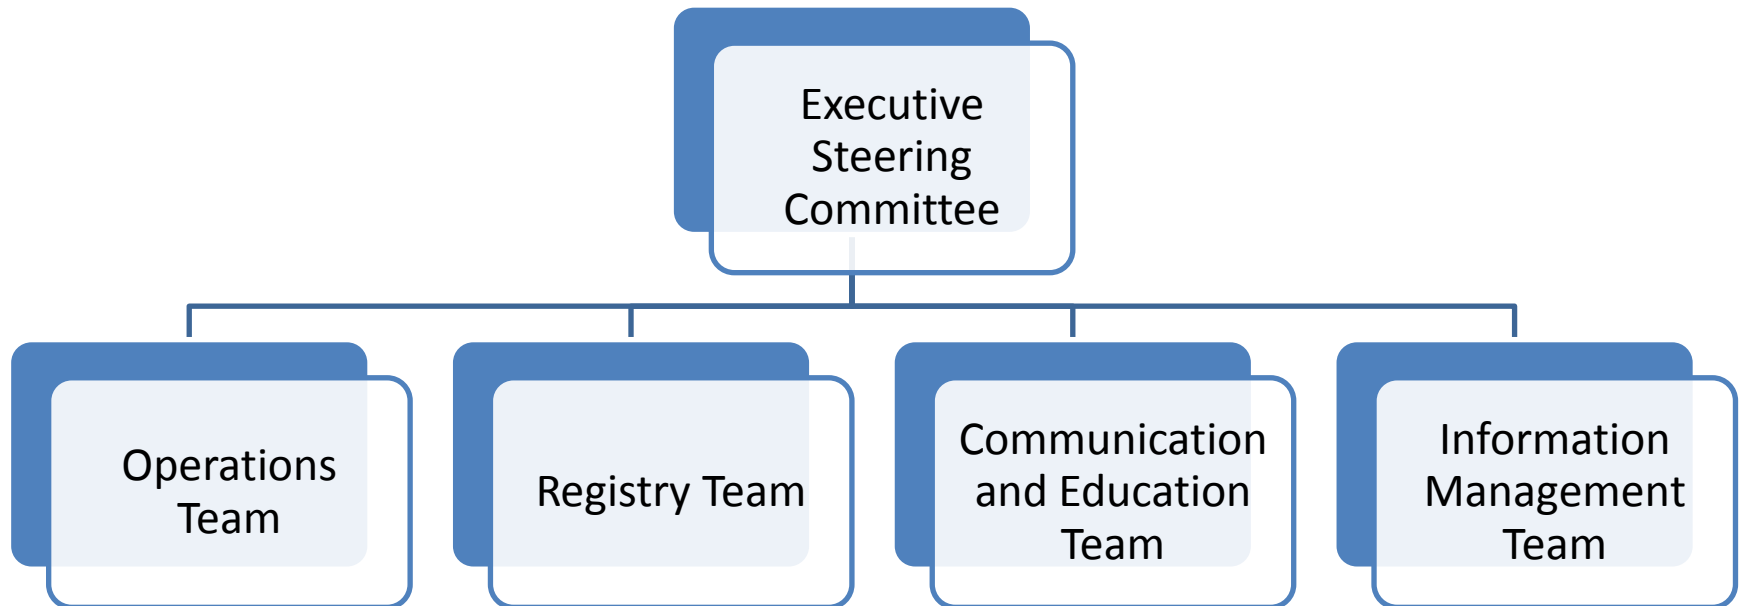 Executive
Steering
Committee
Operations
Team
Registry Team
Communication
and Education
Team
Information
Management
Team